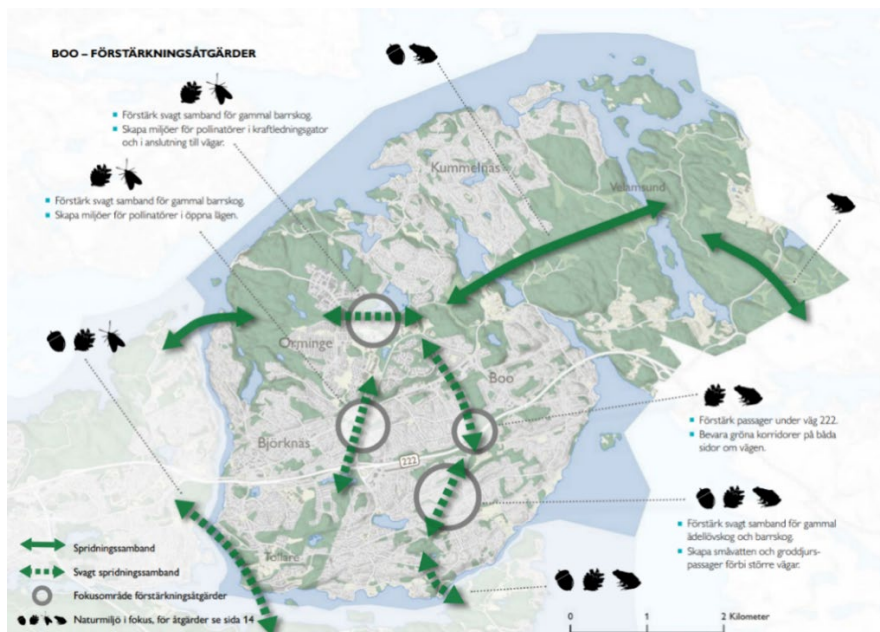 BOO – FÖRSTÄRKNINGSÅTGÄRDER
Förstärk svagt samband för gammal barrskog.
Skapa miljöer för pollinatörer i kraftledningsgator
och i anslutning till vägar.
Förstärk svagt samband för gammal barrskog.
Skapa miljöer för pollinatörer i öppna lägen.
Kummelnäs
Velamsund
Orminge
Boo
Björknäs
222
Tollare
Förstärk passager under väg 222.
Bevara gröna korridorer på båda
sidor om vägen.
Förstärk svagt samband för gammal
ädellövskog och barrskog.
Skapa småvatten och groddjurs-
passager förbi större vägar.
Spridningssamband
Svagt spridningssamband
Fokusområde förstärkningsåtgärder
Naturmiljö i fokus, för åtgärder se sida 14
0 1 2 Kilometer